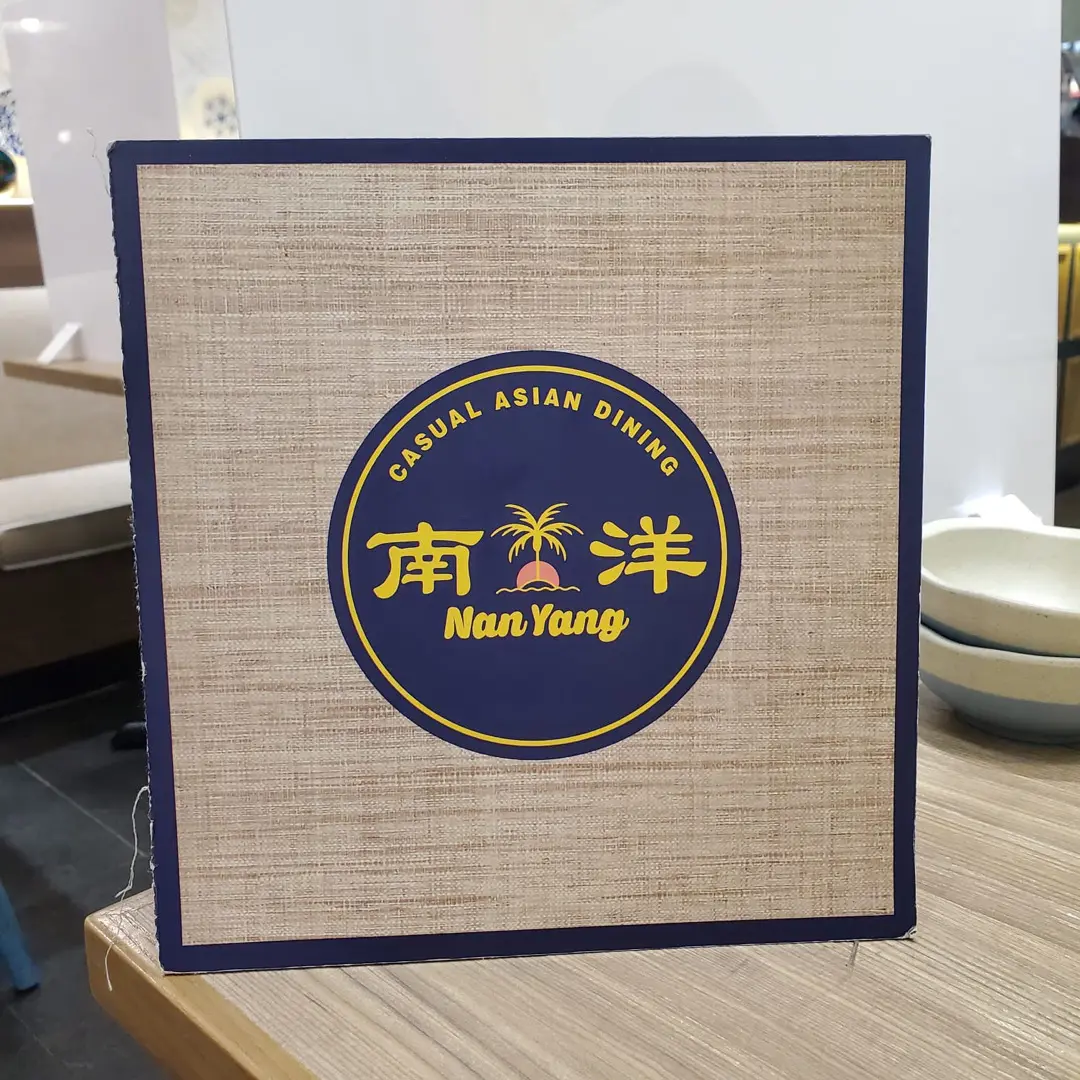 CASUAL ASIAN DINING
南洋
Nan Yang